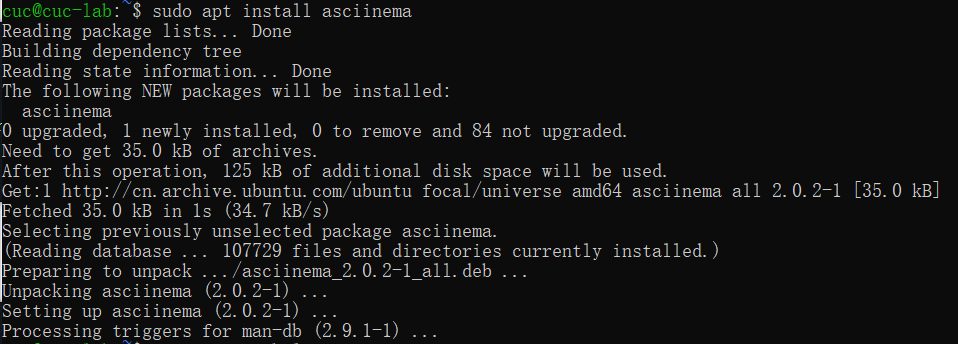 cuc@cuc-lab:~$ sudo apt install asciinema
Reading package lists... Done
Building dependency tree
Reading state information... Done
The following NEW packages will be installed:
  asciinema
0 upgraded, 1 newly installed, 0 to remove and 84 not upgraded.
Need to get 35.0 kB of archives.
After this operation, 125 kB of additional disk space will be used.
Get:1 http://cn.archive.ubuntu.com/ubuntu focal/universe amd64 asciinema all 2.0.2-1 [35.0 kB]
Fetched 35.0 kB in 1s (34.7 kB/s)
Selecting previously unselected package asciinema.
(Reading database ... 107729 files and directories currently installed.)
Preparing to unpack .../asciinema_2.0.2-1_all.deb ...
Unpacking asciinema (2.0.2-1) ...
Setting up asciinema (2.0.2-1) ...
Processing triggers for man-db (2.9.1-1) ...